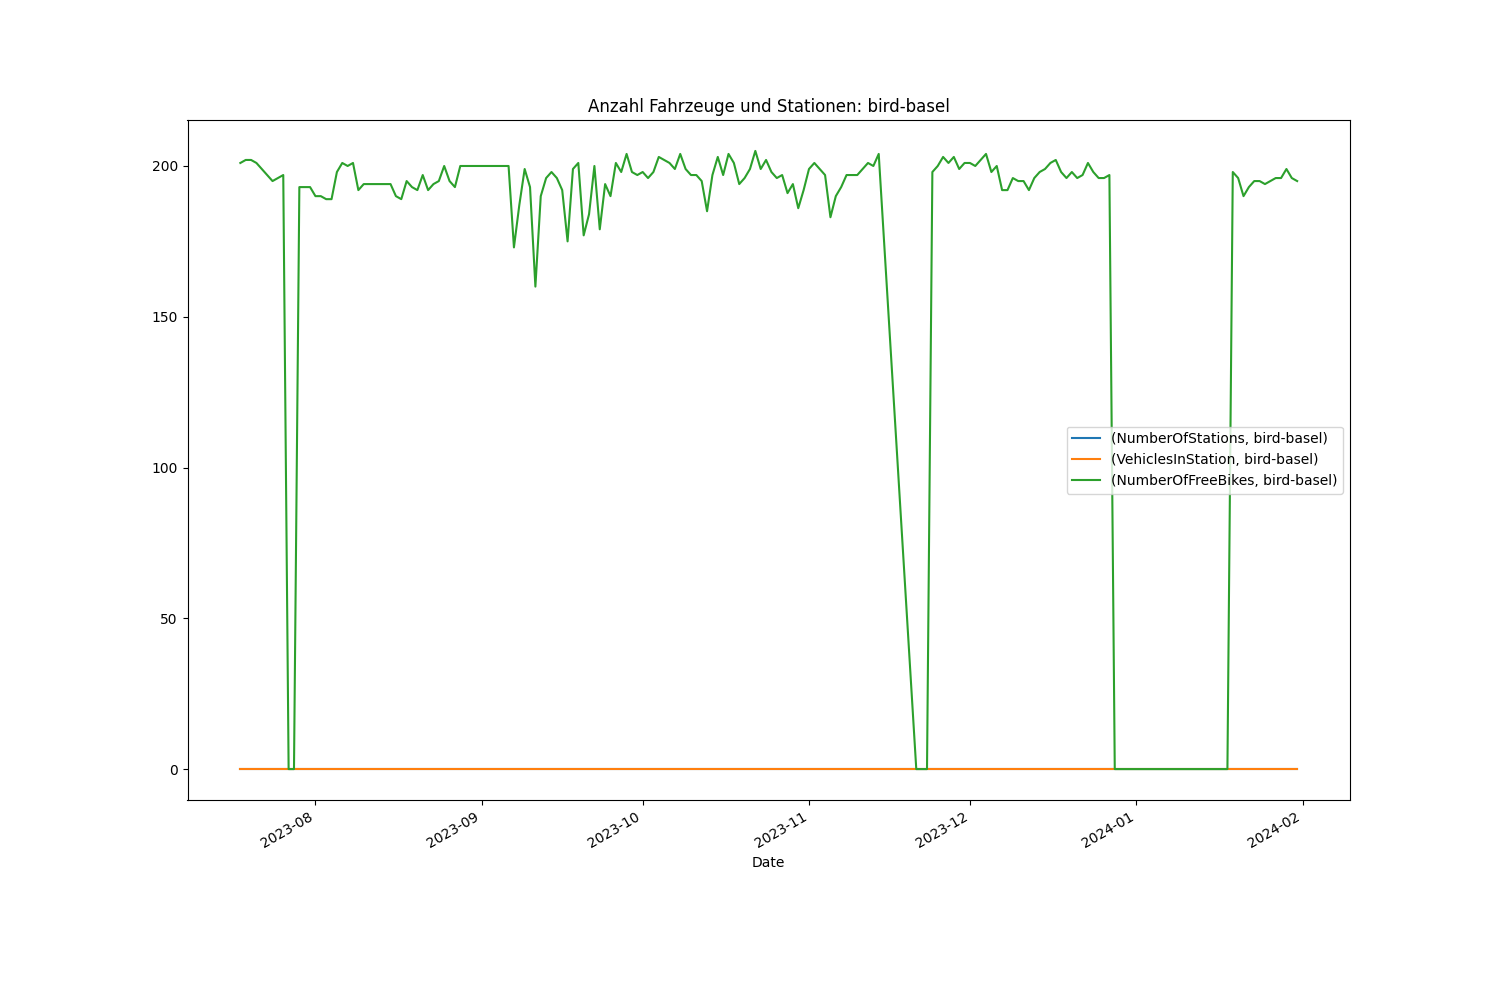 Anzahl Fahrzeuge und Stationen: bird-basel
200
150
100
50
0
(NumberOfStations, bird-basel)
(VehiclesInStation, bird-basel)
(NumberOfFreeBikes, bird-basel)
2023-08
2023-09
2023-10
2023-11
2023-12
2024-01
2024-02
Date